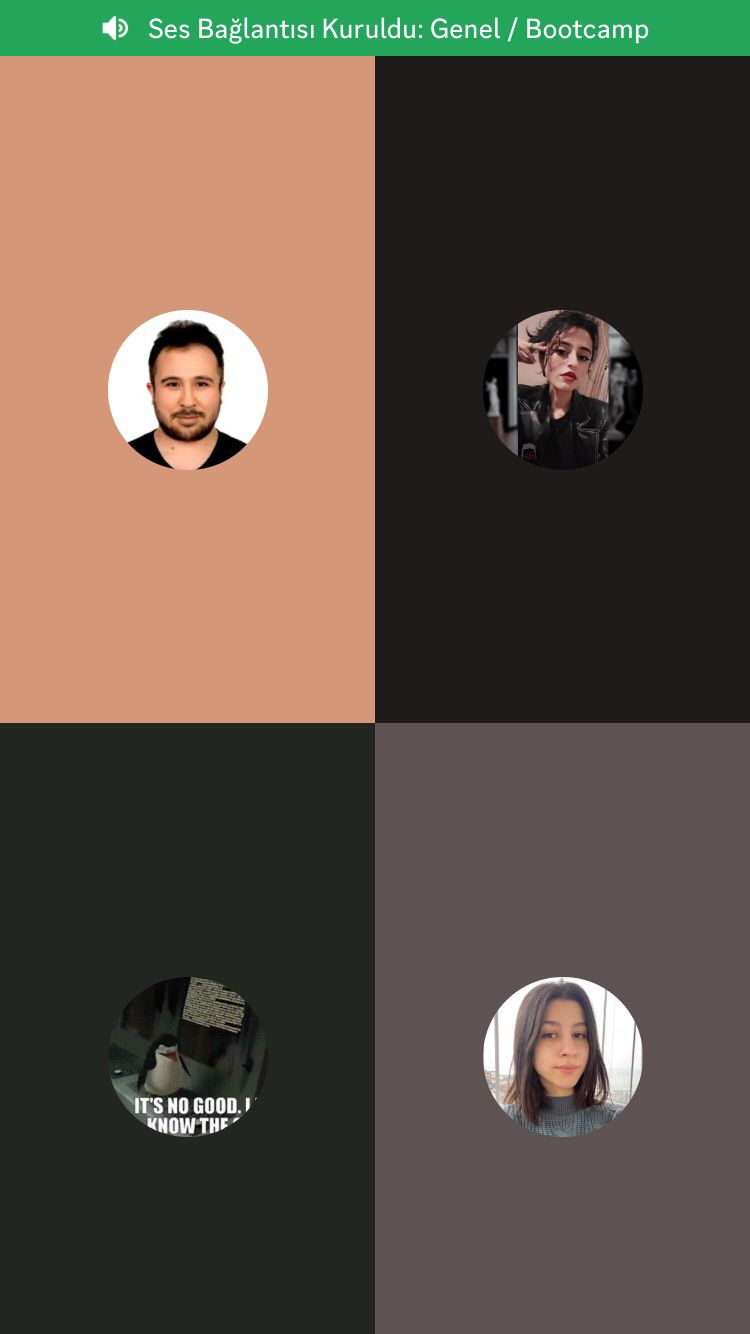 Ses Bağlantısı Kuruldu: Genel / Bootcamp
IT'S NO GOOD. I
KNOW THE